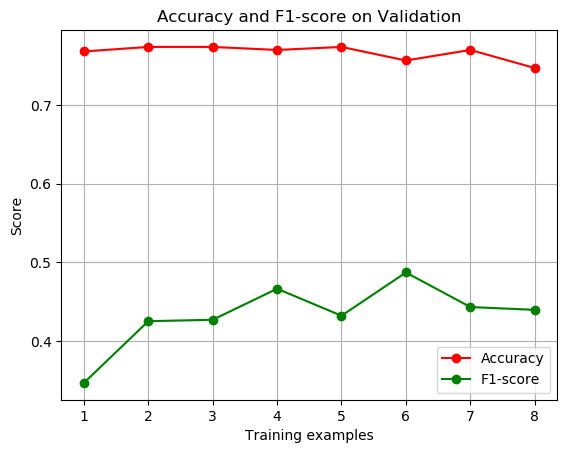 Accuracy and F1-score on Validation
Score
0.7
0.6
0.5
0.4
Accuracy
F1-score
1 2 3 4 5 6 7 8
Training examples